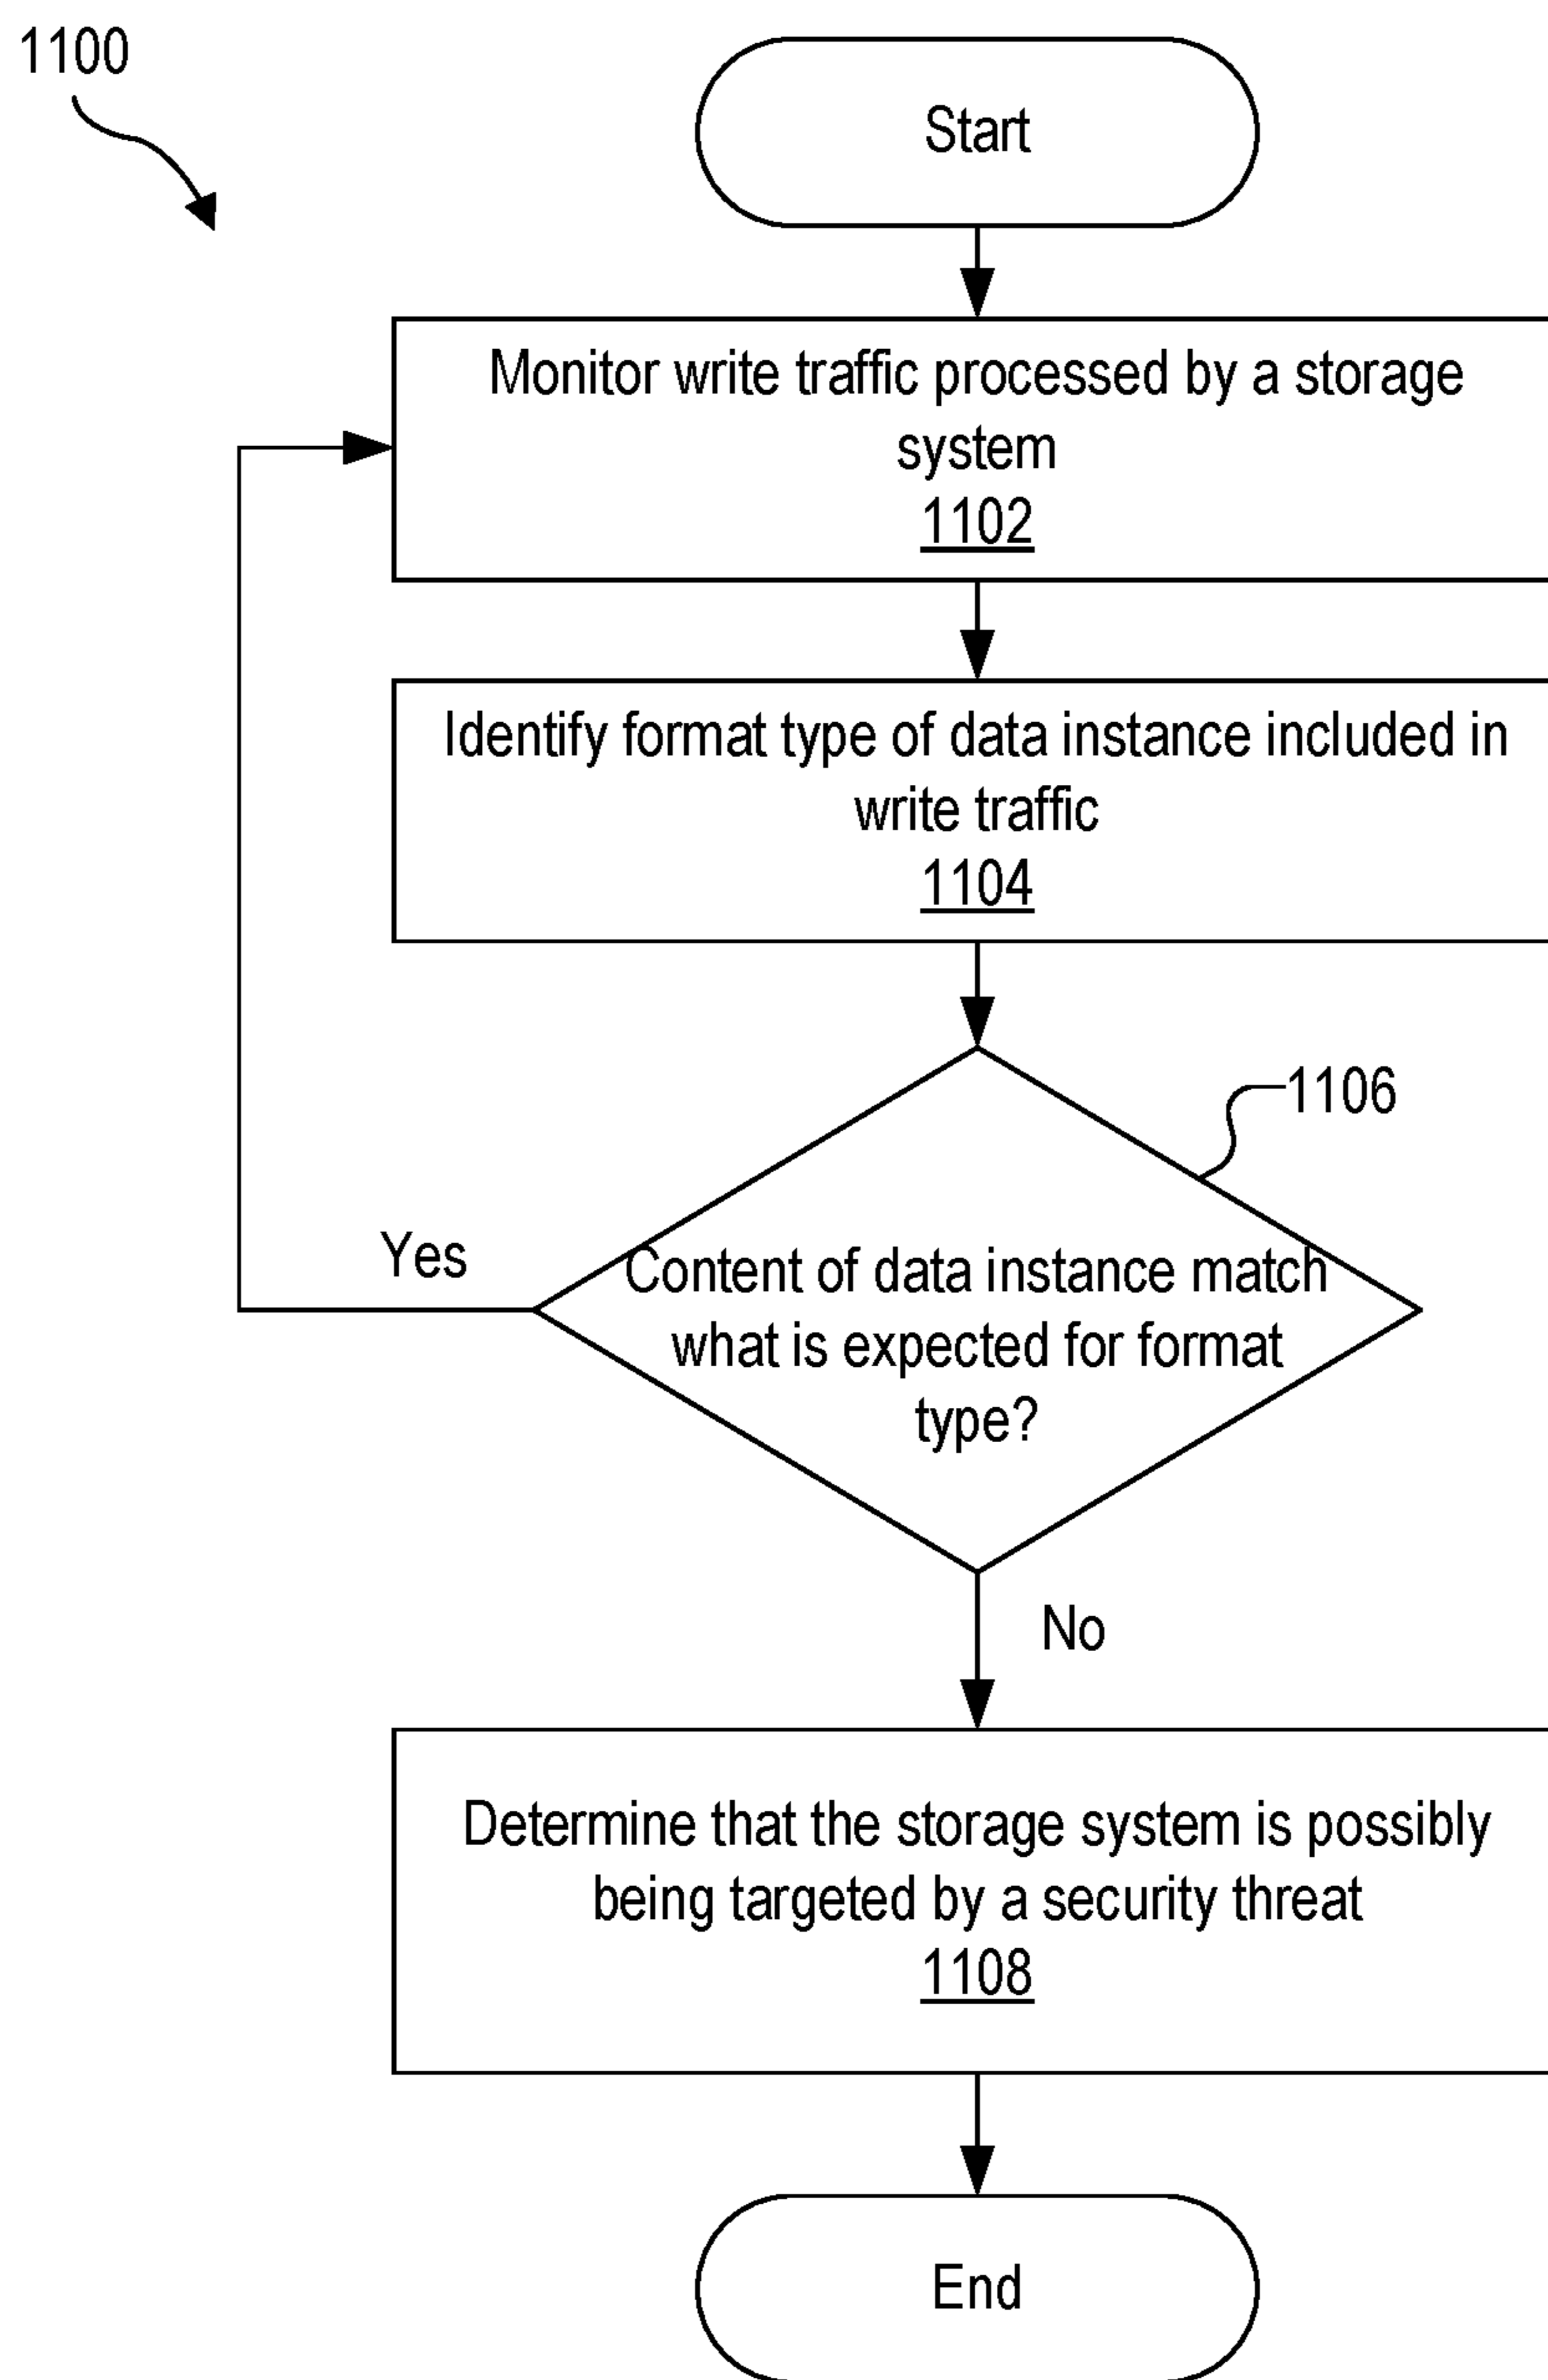 1100
Start
Monitor write traffic processed by a storage
system
1102
Identify format type of data instance included in
write traffic
1104
1106
Yes
Content of data instance match
what is expected for format
type?
No
Determine that the storage system is possibly
being targeted by a security threat
1108
End